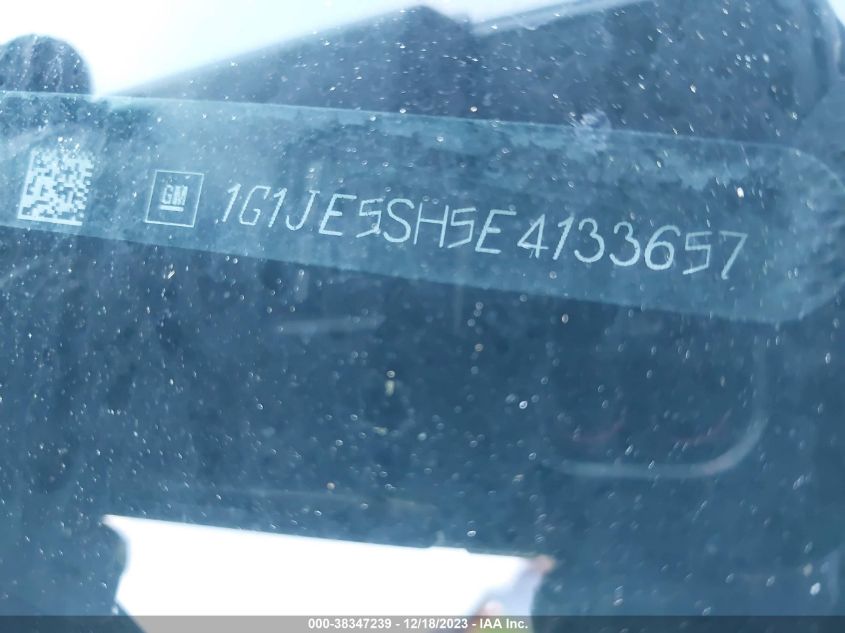 GM 1G1JE5SH5E4133657
000-38347239 - 12/18/2023 - IAA Inc.